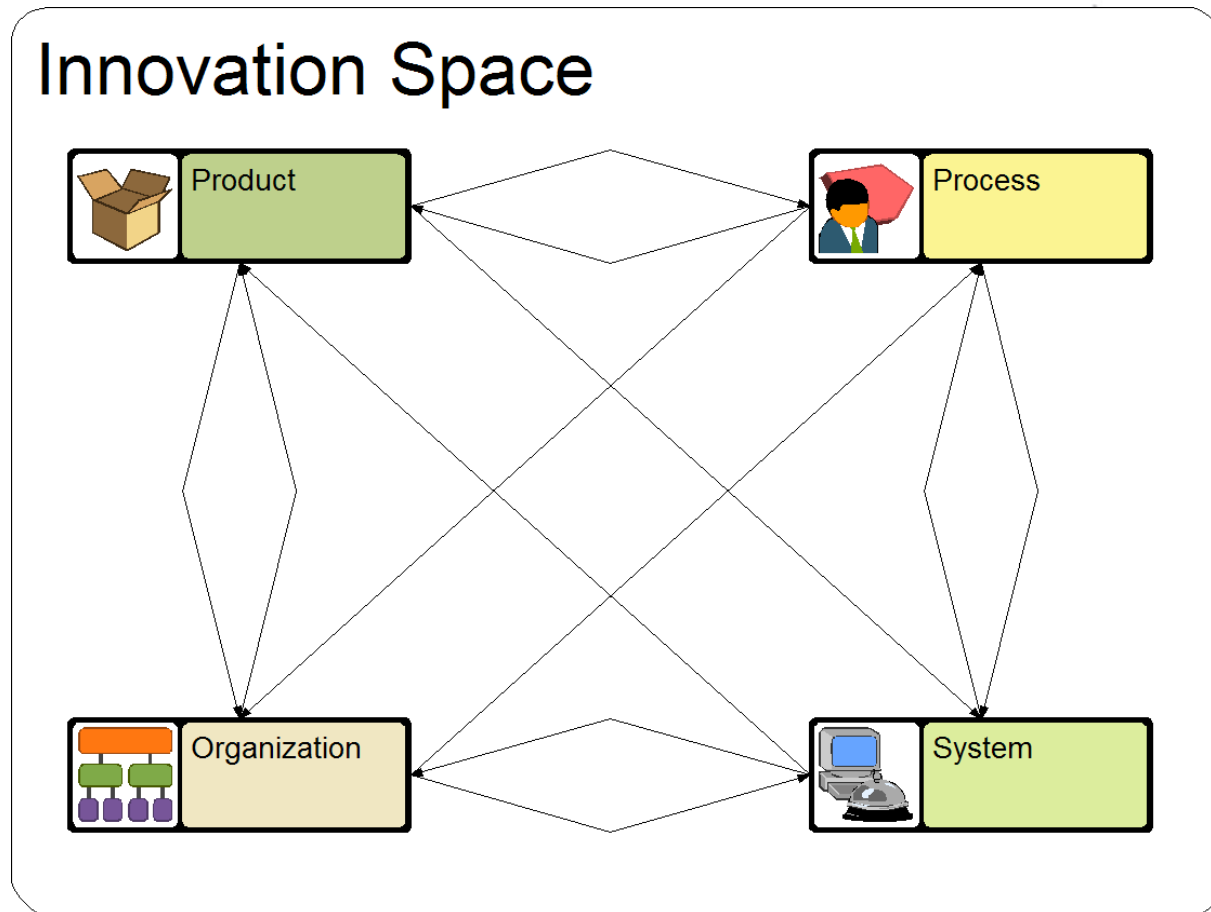 Innovation Space
Product
Process
Organization
System